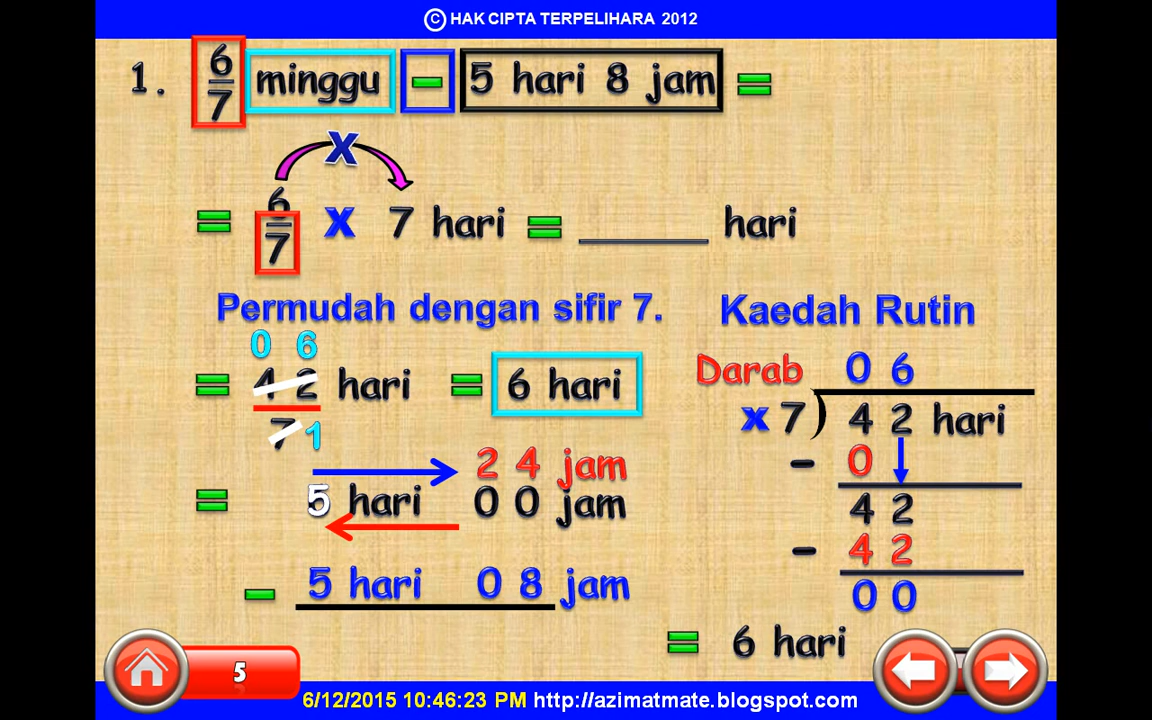 © HAK CIPTA TERPELIHARA 2012
1. 6/7 minggu − 5 hari 8 jam =
x
= 6/7 x 7 hari = ______ hari
Permudah dengan sifir 7.
Kaedah Rutin
0 6
= 42/7 hari = 6 hari
1
Darab 0 6
x 7 ) 4 2 hari
− 0
4 2
− 4 2
0 0
= 6 hari
2 4 jam
= 5 hari 0 0 jam
− 5 hari 0 8 jam
5
6/12/2015 10:46:23 PM http://azimatmate.blogspot.com